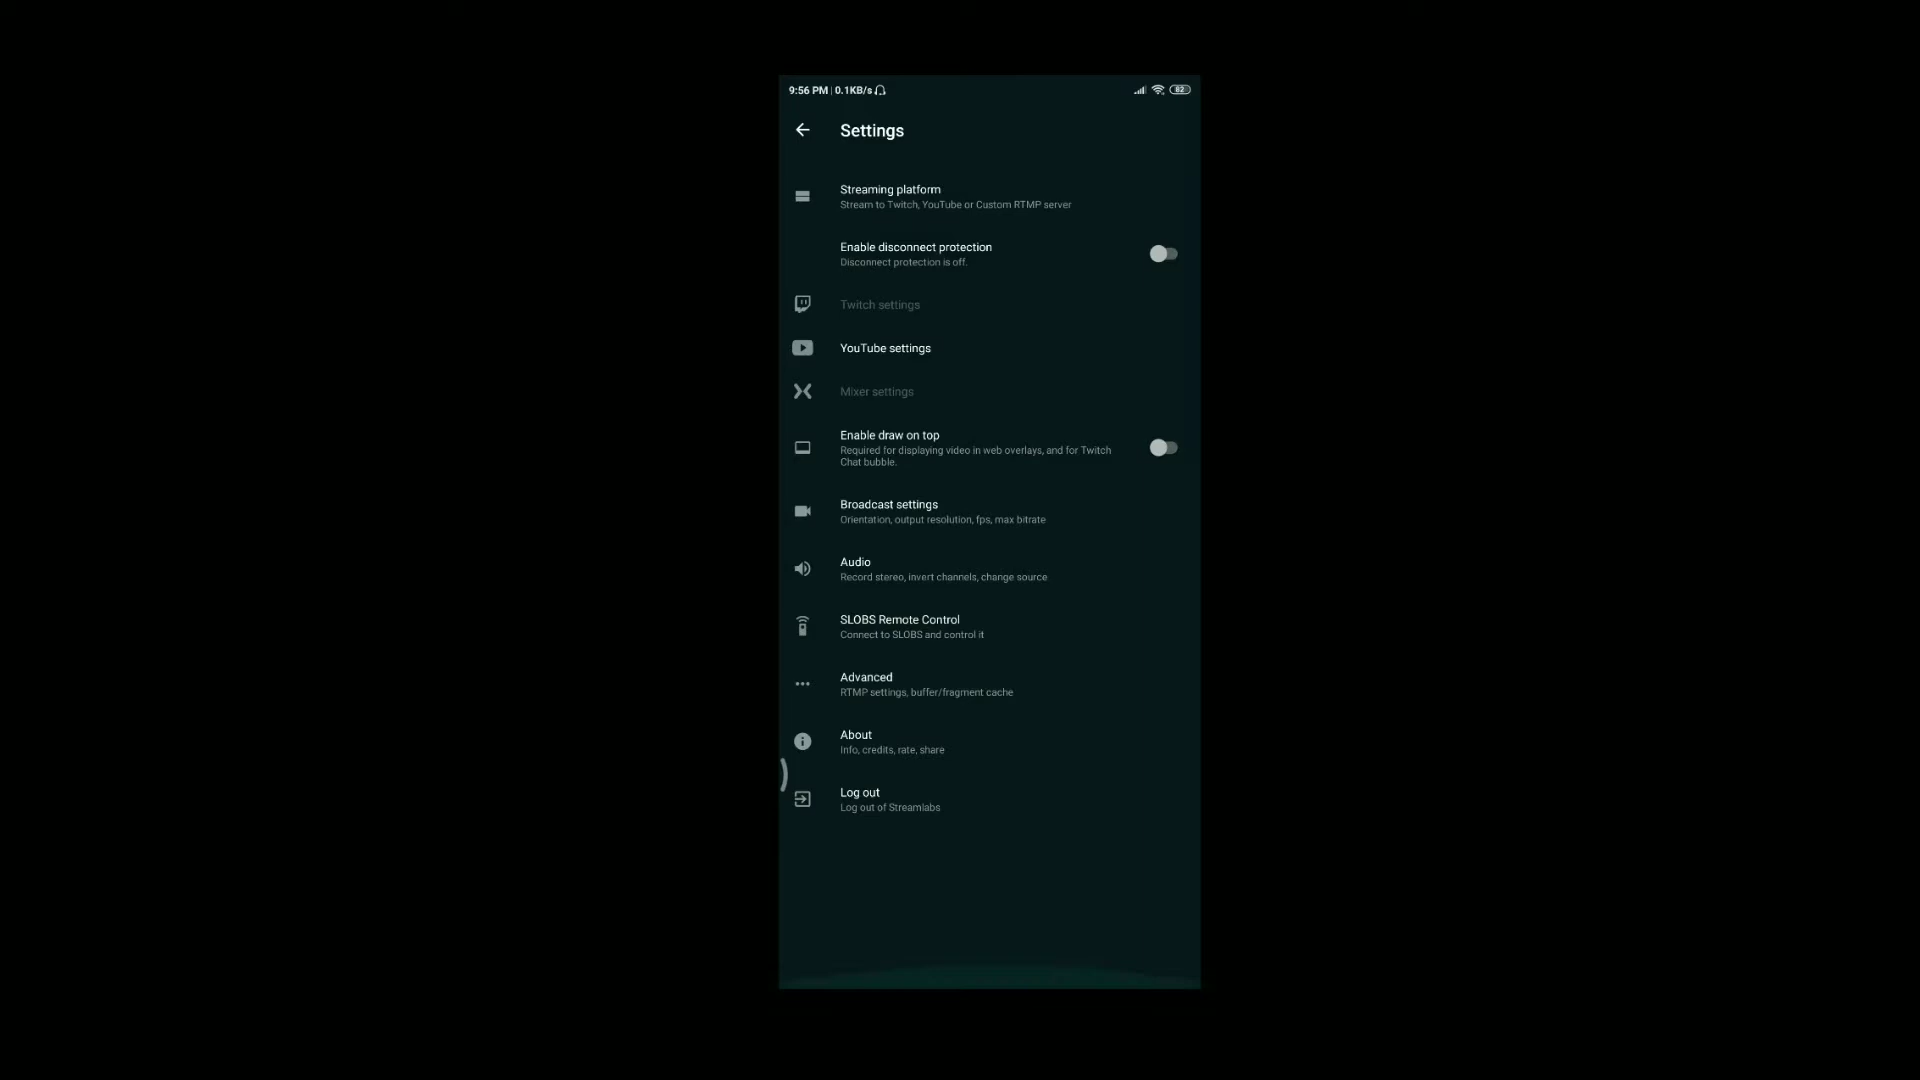 9:56 PM | 0.1KB/s
82
Settings
Streaming platform
Stream to Twitch, YouTube or Custom RTMP server
Enable disconnect protection
Disconnect protection is off.
Twitch settings
YouTube settings
Mixer settings
Enable draw on top
Required for displaying video in web overlays, and for Twitch
Chat bubble.
Broadcast settings
Orientation, output resolution, fps, max bitrate
Audio
Record stereo, invert channels, change source
SLOBS Remote Control
Connect to SLOBS and control it
Advanced
RTMP settings, buffer/fragment cache
About
Info, credits, rate, share
Log out
Log out of Streamlabs